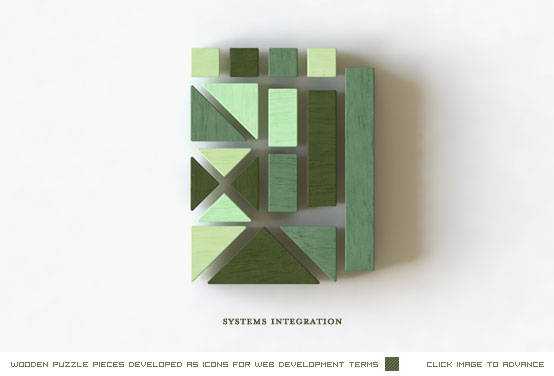 SYSTEMS INTEGRATION
WOODEN PUZZLE PIECES DEVELOPED AS ICONS FOR WEB DEVELOPMENT TERMS
CLICK IMAGE TO ADVANCE